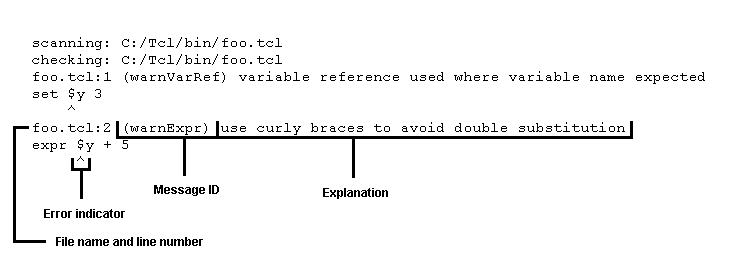 scanning: C:/Tcl/bin/foo.tcl
checking: C:/Tcl/bin/foo.tcl
foo.tcl:1 (warnVarRef) variable reference used where variable name expected
set $y 3
^
foo.tcl:2 (warnExpr) use curly braces to avoid double substitution
expr $y + 5
^
Message ID
Explanation
Error indicator
File name and line number